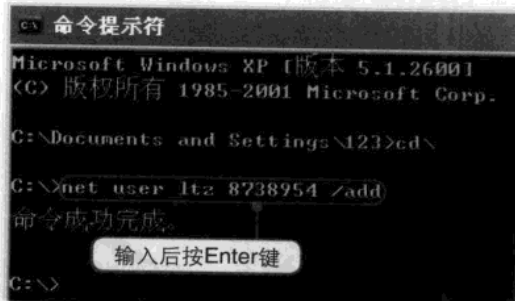 命令提示符
Microsoft Windows XP [版本 5.1.2600]
(C) 版权所有 1985-2001 Microsoft Corp.
C:\Documents and Settings\123>cd\
C:\>net user ltz 8738954 /add
命令成功完成。
输入后按Enter键
C:\>